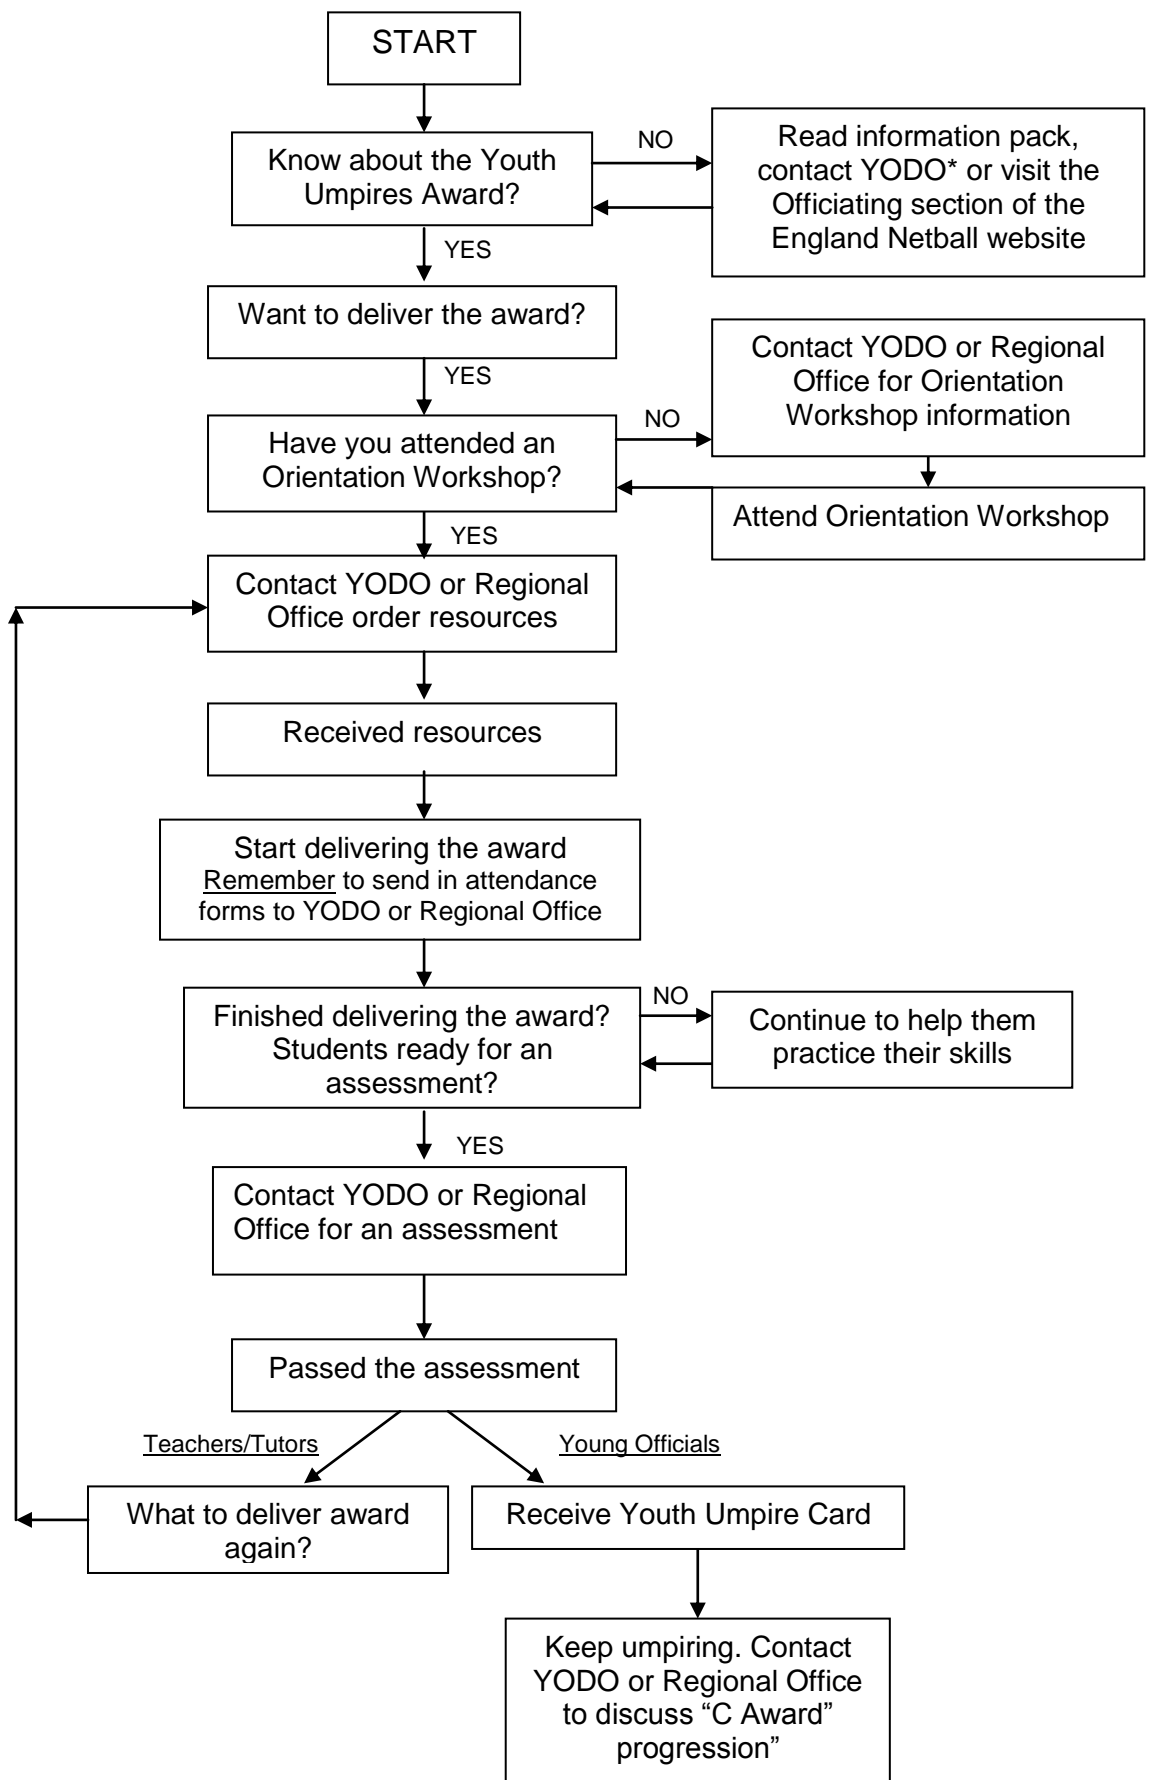 START
Know about the Youth
Umpires Award?
NO
Read information pack,
contact YODO* or visit the
Officiating section of the
England Netball website
YES
Want to deliver the award?
YES
Contact YODO or Regional
Office for Orientation
Workshop information
Have you attended an
Orientation Workshop?
NO
Attend Orientation Workshop
YES
Contact YODO or Regional
Office order resources
Received resources
Start delivering the award
Remember to send in attendance
forms to YODO or Regional Office
Finished delivering the award?
Students ready for an
assessment?
NO
Continue to help them
practice their skills
YES
Contact YODO or Regional
Office for an assessment
Passed the assessment
Teachers/Tutors
Young Officials
What to deliver award
again?
Receive Youth Umpire Card
Keep umpiring. Contact
YODO or Regional Office
to discuss “C Award”
progression”